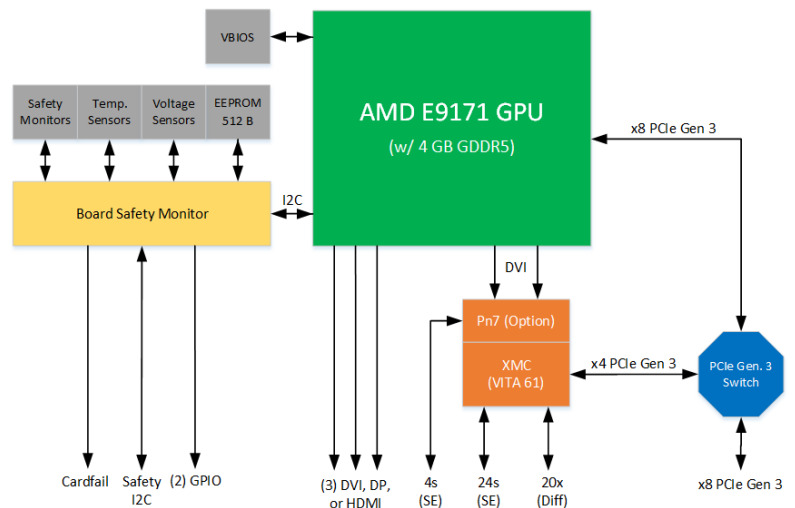 VBIOS
AMD E9171 GPU
(w/ 4 GB GDDR5)
Safety
Monitors
Temp.
Sensors
Voltage
Sensors
EEPROM
512 B
x8 PCIe Gen 3
I2C
Board Safety Monitor
DVI
Pn7 (Option)
XMC
(VITA 61)
x4 PCIe Gen 3
PCIe Gen. 3
Switch
Cardfail
Safety
I2C
(2) GPIO
(3) DVI, DP,
or HDMI
4s
(SE)
24s
(SE)
20x
(Diff)
x8 PCIe Gen 3